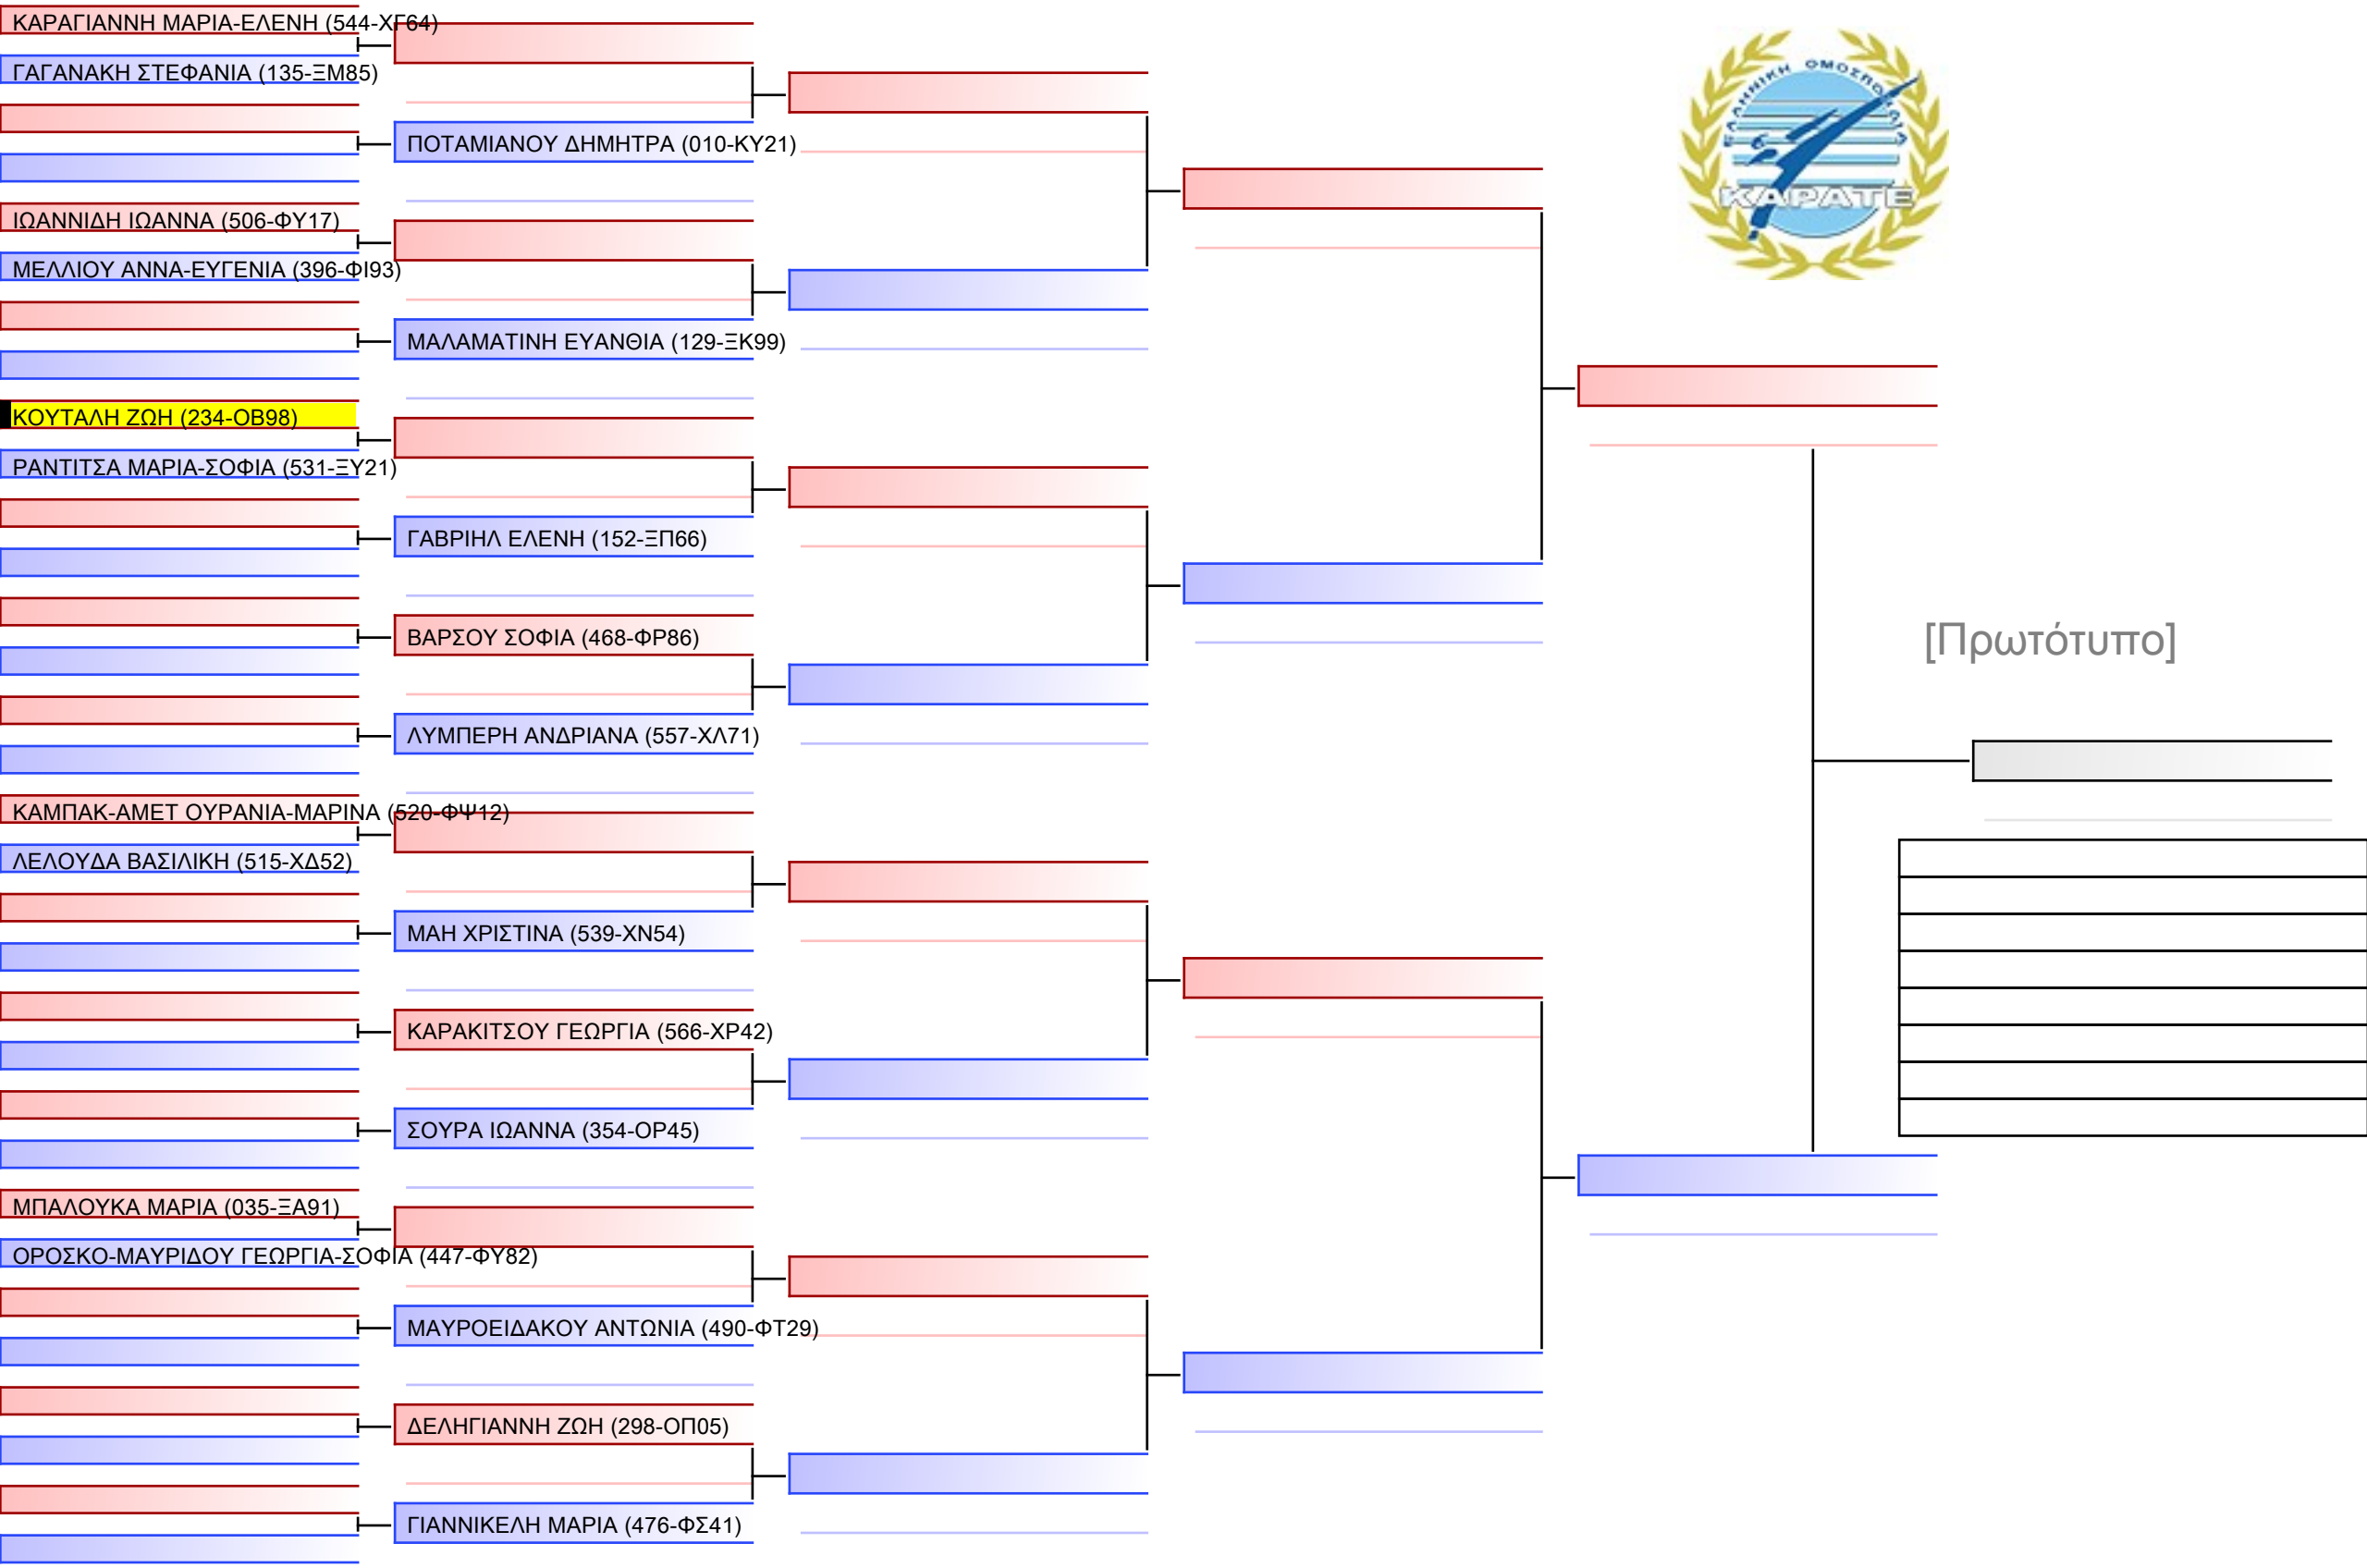 ΚΑΡΑΓΙΑΝΝΗ ΜΑΡΙΑ-ΕΛΕΝΗ (544-ΧΓ64)
ΓΑΓΑΝΑΚΗ ΣΤΕΦΑΝΙΑ (135-ΞΜ85)
ΠΟΤΑΜΙΑΝΟΥ ΔΗΜΗΤΡΑ (010-ΚΥ21)
ΙΩΑΝΝΙΔΗ ΙΩΑΝΝΑ (506-ΦΥ17)
ΜΕΛΛΙΟΥ ΑΝΝΑ-ΕΥΓΕΝΙΑ (396-ΦΙ93)
ΜΑΛΑΜΑΤΙΝΗ ΕΥΑΝΘΙΑ (129-ΞΚ99)
ΚΟΥΤΑΛΗ ΖΩΗ (234-ΟΒ98)
ΡΑΝΤΙΤΣΑ ΜΑΡΙΑ-ΣΟΦΙΑ (531-ΞΥ21)
ΓΑΒΡΙΗΛ ΕΛΕΝΗ (152-ΞΠ66)
ΒΑΡΣΟΥ ΣΟΦΙΑ (468-ΦΡ86)
ΛΥΜΠΕΡΗ ΑΝΔΡΙΑΝΑ (557-ΧΛ71)
ΚΑΜΠΑΚ-ΑΜΕΤ ΟΥΡΑΝΙΑ-ΜΑΡΙΝΑ (520-ΦΨ12)
ΛΕΛΟΥΔΑ ΒΑΣΙΛΙΚΗ (515-ΧΔ52)
ΜΑΗ ΧΡΙΣΤΙΝΑ (539-ΧΝ54)
ΚΑΡΑΚΙΤΣΟΥ ΓΕΩΡΓΙΑ (566-ΧΡ42)
ΣΟΥΡΑ ΙΩΑΝΝΑ (354-ΟΡ45)
ΜΠΑΛΟΥΚΑ ΜΑΡΙΑ (035-ΞΑ91)
ΟΡΟΣΚΟ-ΜΑΥΡΙΔΟΥ ΓΕΩΡΓΙΑ-ΣΟΦΙΑ (447-ΦΥ82)
ΜΑΥΡΟΕΙΔΑΚΟΥ ΑΝΤΩΝΙΑ (490-ΦΤ29)
ΔΕΛΗΓΙΑΝΝΗ ΖΩΗ (298-ΟΠ05)
ΓΙΑΝΝΙΚΕΛΗ ΜΑΡΙΑ (476-ΦΣ41)
ΕΛΛΗΝΙΚΗ ΟΜΟΣΠΟΝΔΙΑ
ΚΑΡΑΤΕ
[Πρωτότυπο]